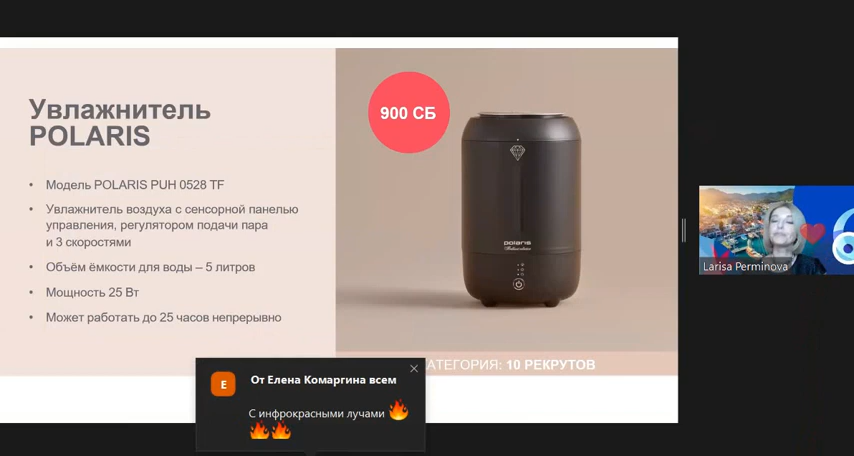 Увлажнитель
POLARIS
• Модель POLARIS PUH 0528 TF
• Увлажнитель воздуха с сенсорной панелью
управления, регулятором подачи пара
и 3 скоростями
• Объём ёмкости для воды – 5 литров
• Мощность 25 Вт
• Может работать до 25 часов непрерывно
900 СБ
polaris
АТЕГОРИЯ: 10 РЕКРУТОВ
Larisa Perminova
Е
От Елена Комаргина всем
С инфрокрасными лучами 🔥
🔥🔥